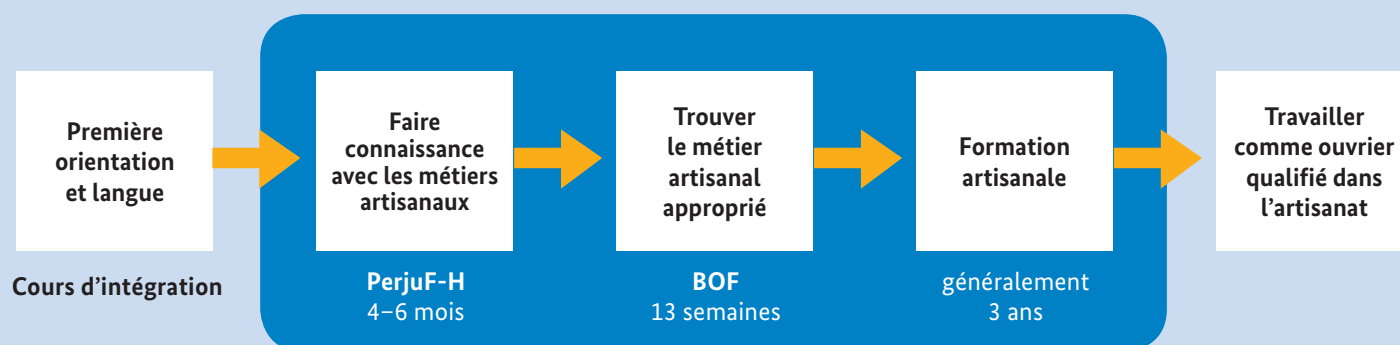 Première
orientation
et langue
Cours d’intégration
Faire
connaissance
avec les métiers
artisanaux
PerjuF-H
4–6 mois
Trouver
le métier
artisanal
approprié
BOF
13 semaines
Formation
artisanale
généralement
3 ans
Travailler
comme ouvrier
qualifié dans
l’artisanat